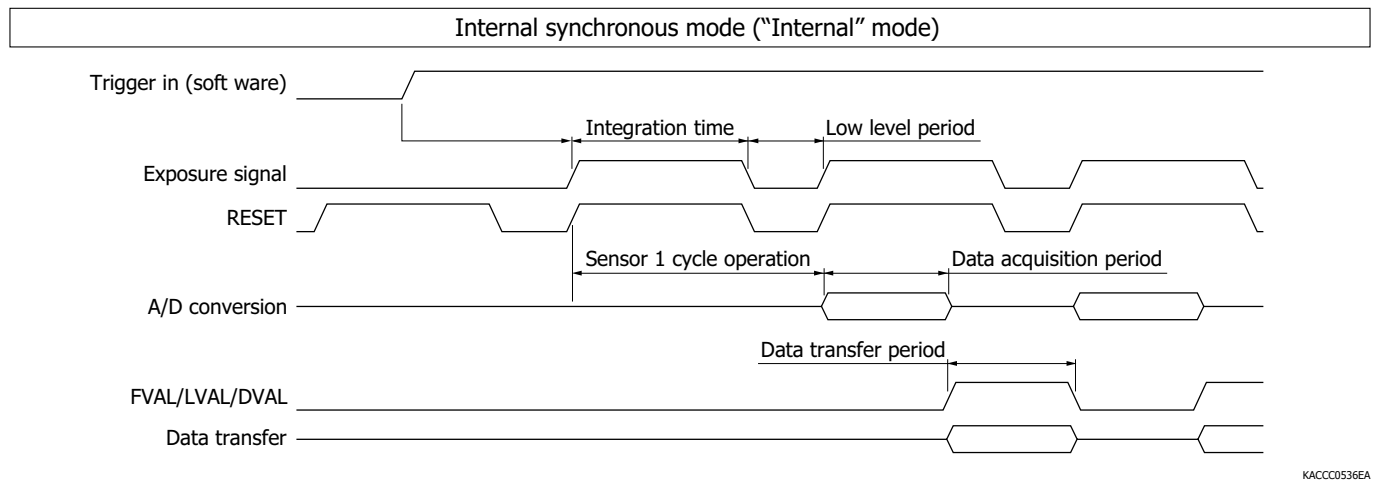 Internal synchronous mode (“Internal” mode)
Trigger in (soft ware)
Integration time
Low level period
Exposure signal
RESET
Sensor 1 cycle operation
Data acquisition period
A/D conversion
Data transfer period
FVAL/LVAL/DVAL
Data transfer
KACCC0536EA